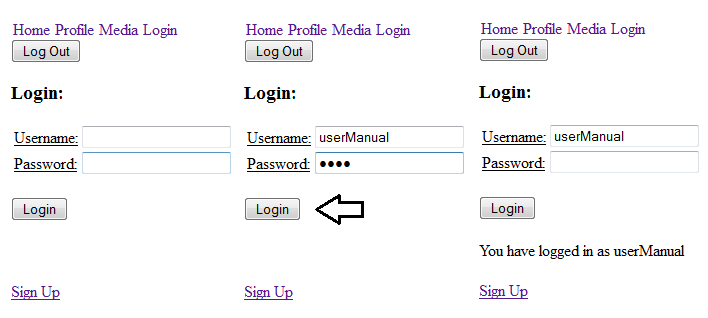 Home Profile Media Login
Log Out
Login:
Username:
Password:
Login
Sign Up
Home Profile Media Login
Log Out
Login:
Username: userManual
Password: ●●●●
Login
Sign Up
Home Profile Media Login
Log Out
Login:
Username: userManual
Password:
Login
You have logged in as userManual
Sign Up